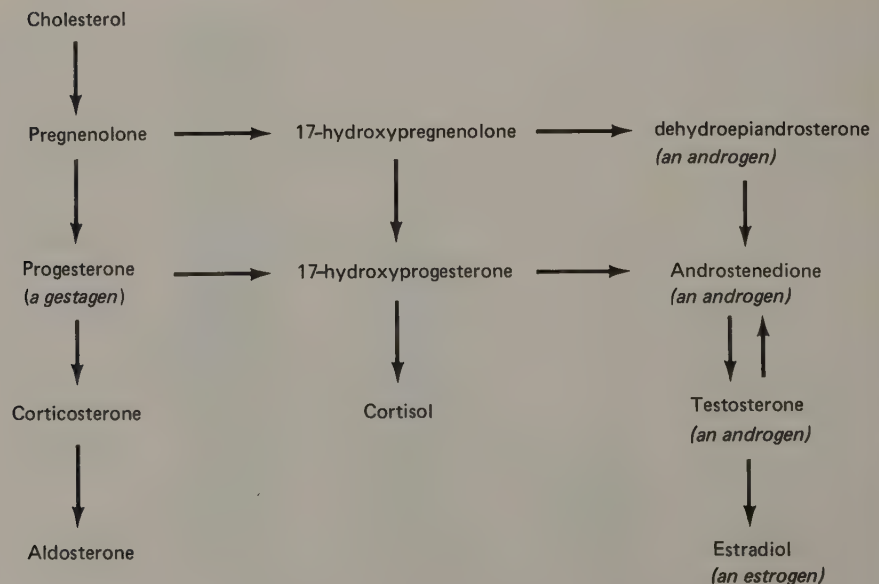 Cholesterol
Pregnenolone
17-hydroxypregnenolone
dehydroepiandrosterone
(an androgen)
Progesterone
(a gestagen)
17-hydroxyprogesterone
Androstenedione
(an androgen)
Corticosterone
Cortisol
Testosterone
(an androgen)
Aldosterone
Estradiol
(an estrogen)